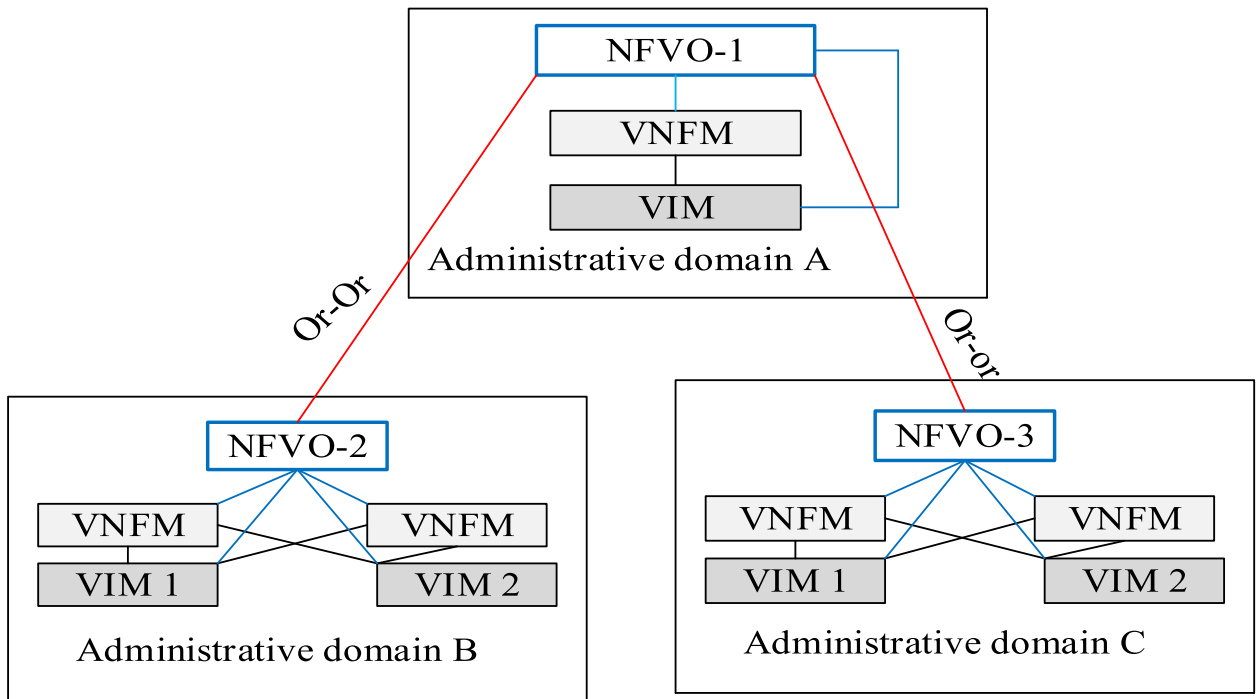 NFVO-1
VNFM
VIM
Administrative domain A
Or-Or
Or-or
NFVO-2
VNFM VNFM
VIM 1 VIM 2
Administrative domain B
NFVO-3
VNFM VNFM
VIM 1 VIM 2
Administrative domain C